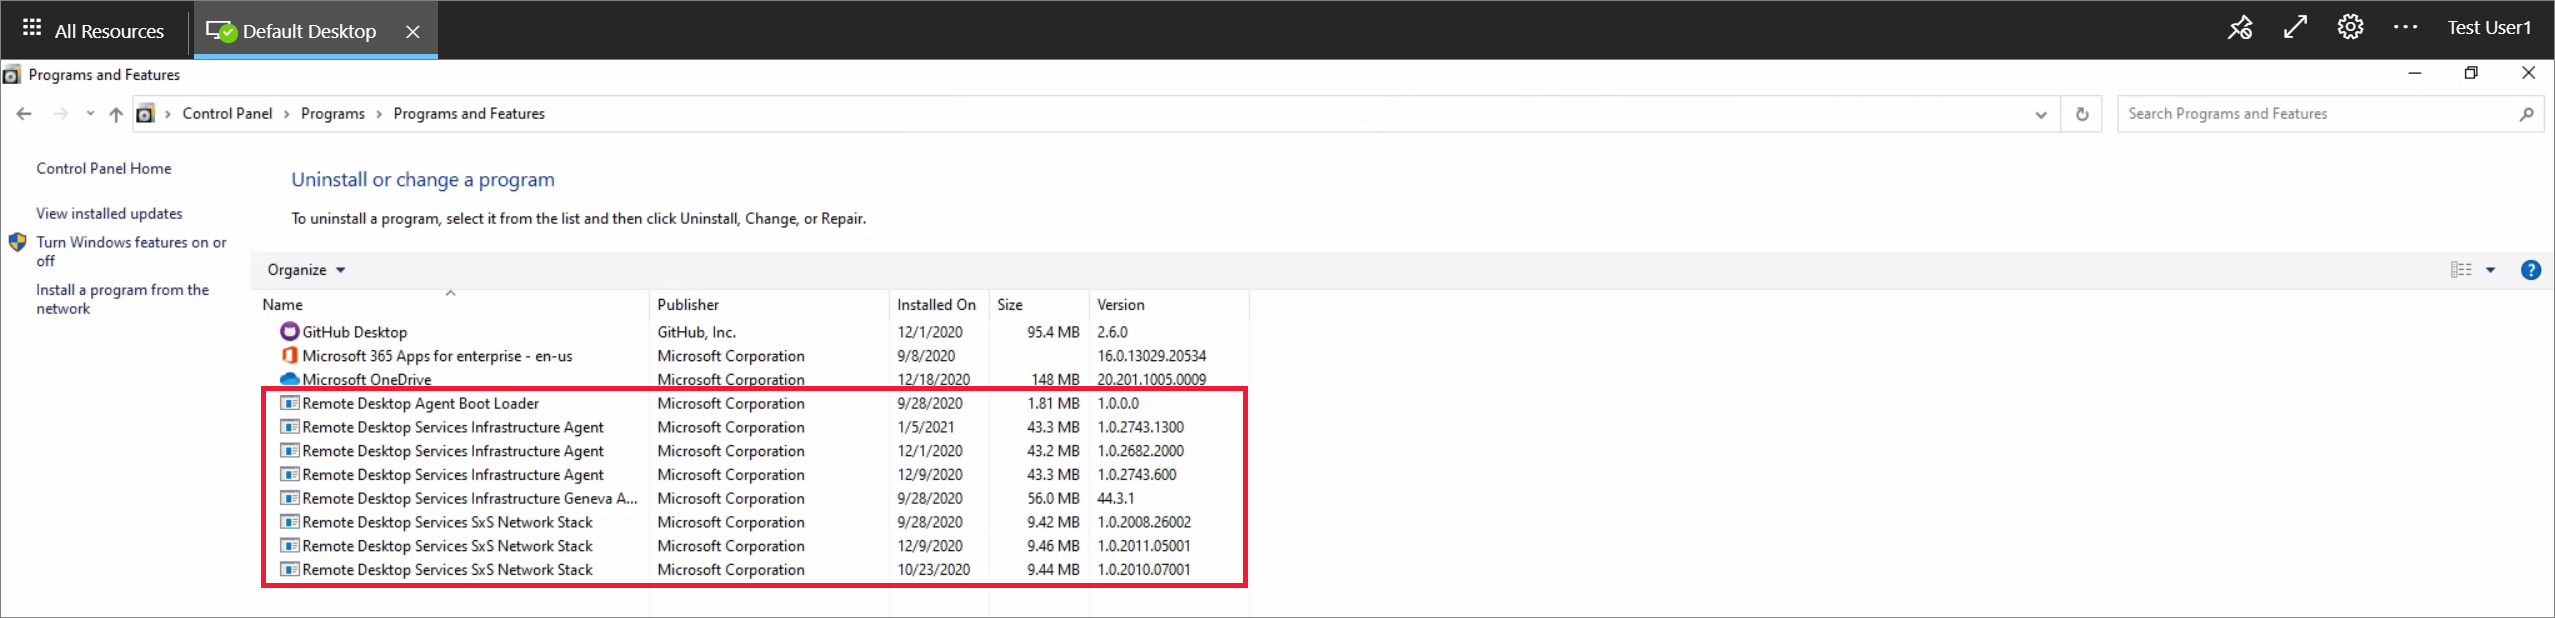 All Resources Default Desktop Test User1
Programs and Features
Control Panel Programs Programs and Features Search Programs and Features
Control Panel Home
View installed updates
Turn Windows features on or
off
Install a program from the
network
Uninstall or change a program
To uninstall a program, select it from the list and then click Uninstall, Change, or Repair.
Organize
Name Publisher Installed On Size Version
GitHub Desktop GitHub, Inc. 12/1/2020 95.4 MB 2.6.0
Microsoft 365 Apps for enterprise - en-us Microsoft Corporation 9/8/2020 16.0.13029.20534
Microsoft OneDrive Microsoft Corporation 12/18/2020 148 MB 20.201.1005.0009
Remote Desktop Agent Boot Loader Microsoft Corporation 9/28/2020 1.81 MB 1.0.0.0
Remote Desktop Services Infrastructure Agent Microsoft Corporation 1/5/2021 43.3 MB 1.0.2743.1300
Remote Desktop Services Infrastructure Agent Microsoft Corporation 12/1/2020 43.2 MB 1.0.2682.2000
Remote Desktop Services Infrastructure Agent Microsoft Corporation 12/9/2020 43.3 MB 1.0.2743.600
Remote Desktop Services Infrastructure Geneva A... Microsoft Corporation 9/28/2020 56.0 MB 44.3.1
Remote Desktop Services SxS Network Stack Microsoft Corporation 9/28/2020 9.42 MB 1.0.2008.26002
Remote Desktop Services SxS Network Stack Microsoft Corporation 12/9/2020 9.46 MB 1.0.2011.05001
Remote Desktop Services SxS Network Stack Microsoft Corporation 10/23/2020 9.44 MB 1.0.2010.07001